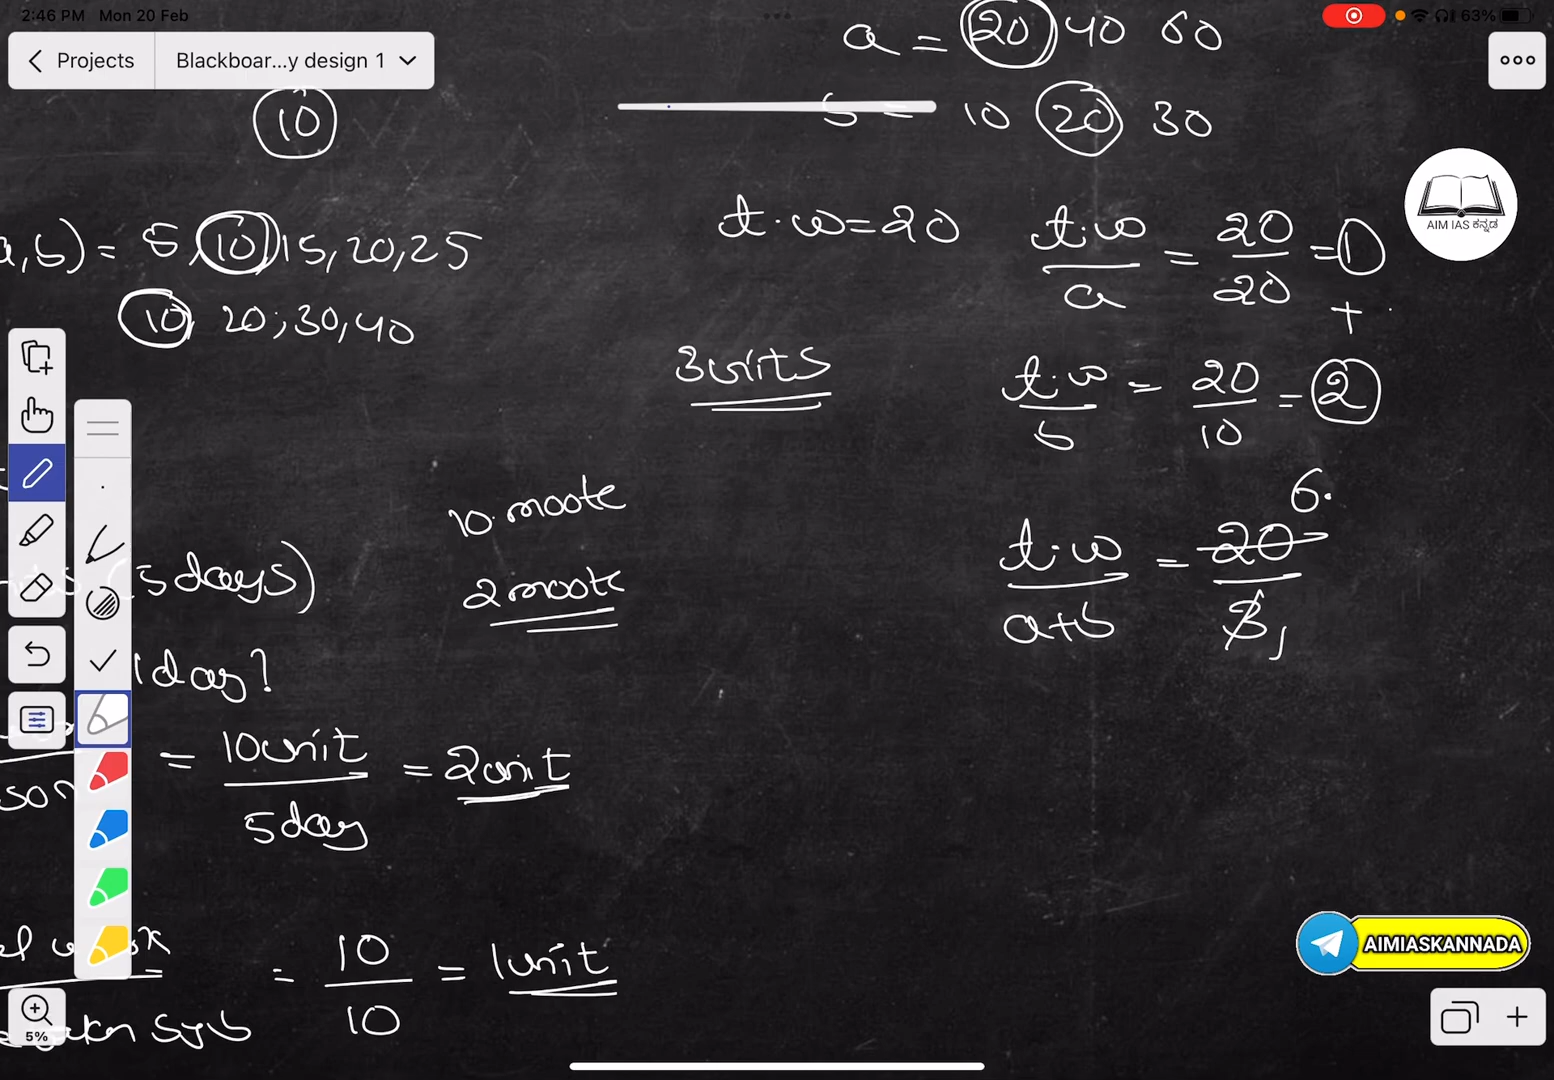 2:46 PM Mon 20 Feb
63%
Projects
Blackboar...y design 1
a = 20 40 60
b = 10 20 30
10
AIM IAS ಕನ್ನಡ
t.w=20
t.w/a = 20/20 = 1
+
a,b) = 5,10,15,20,25
10, 20,30,40
3units
t.w/b = 20/10 = 2
10 moote
2 moote
6.
t.w/a+b = 20/3,
(5days)
1day?
= 10unit/5day = 2unit
AIMIASKANNADA
= 10/10 = 1unit
5%